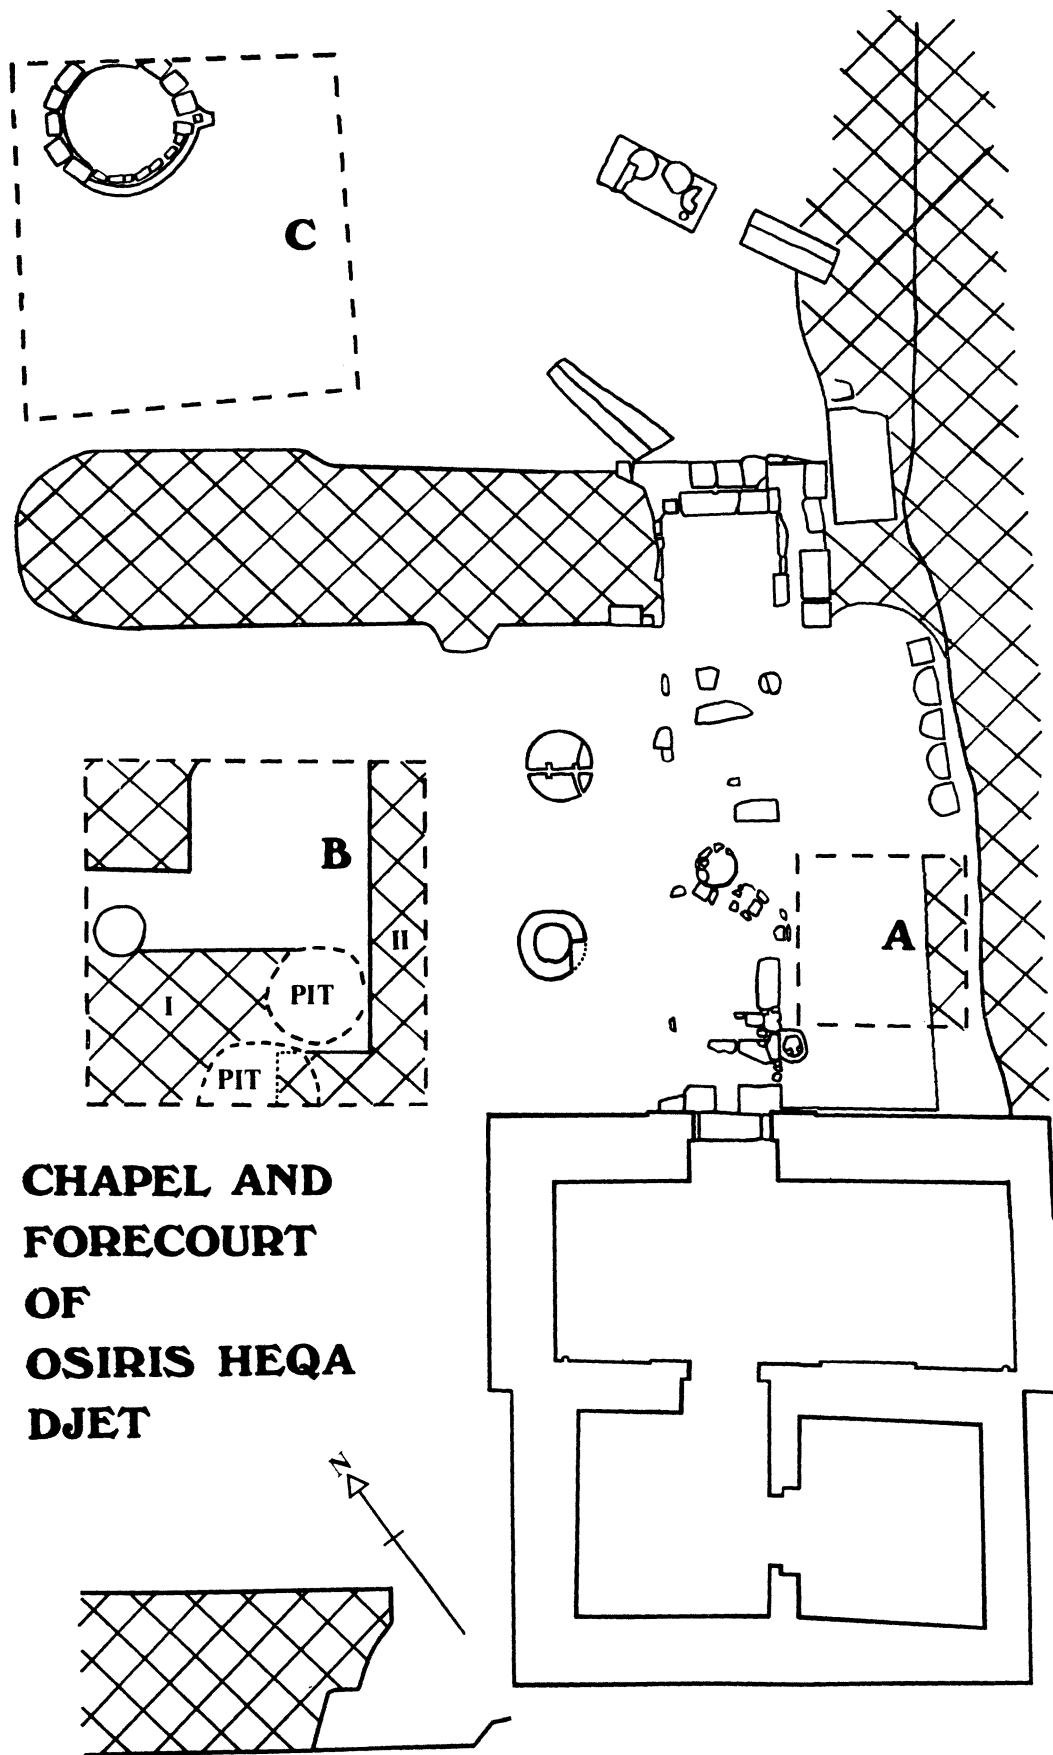 C
B
II
A
I
PIT
PIT
CHAPEL AND
FORECOURT
OF
OSIRIS HEQA
DJET
N